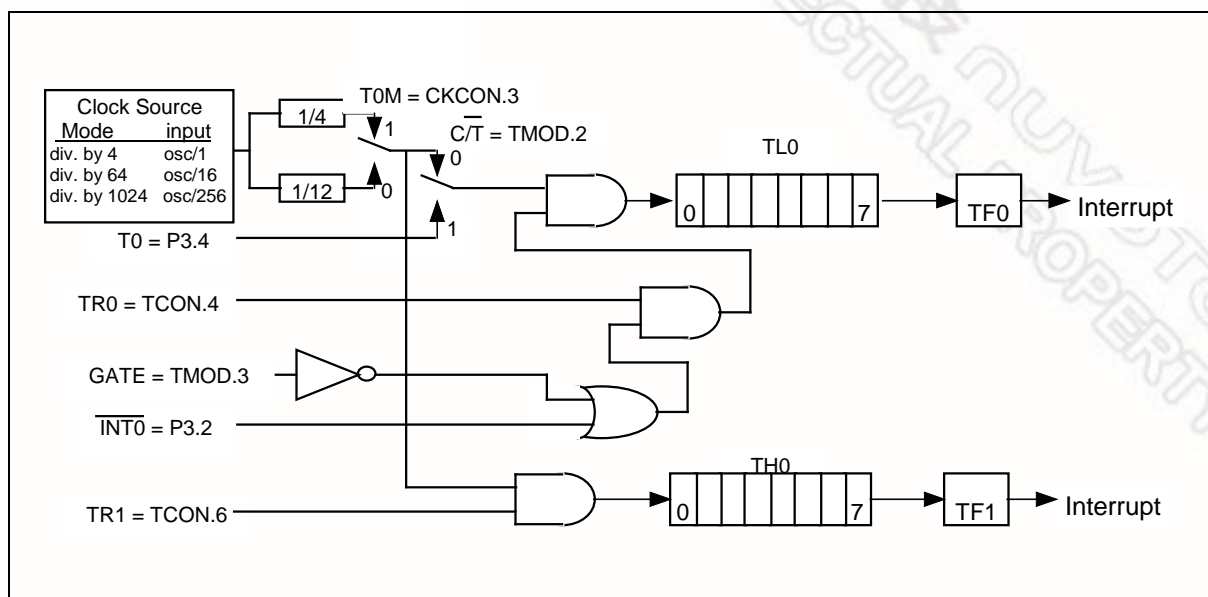 Clock Source
Mode input
div. by 4 osc/1
div. by 64 osc/16
div. by 1024 osc/256
1/4
1/12
T0M = CKCON.3
1
0
C/T̅ = TMOD.2
0
1
T0 = P3.4
TL0
0 7
TF0
Interrupt
TR0 = TCON.4
GATE = TMOD.3
I̅N̅T̅0̅ = P3.2
TH0
0 7
TF1
Interrupt
TR1 = TCON.6